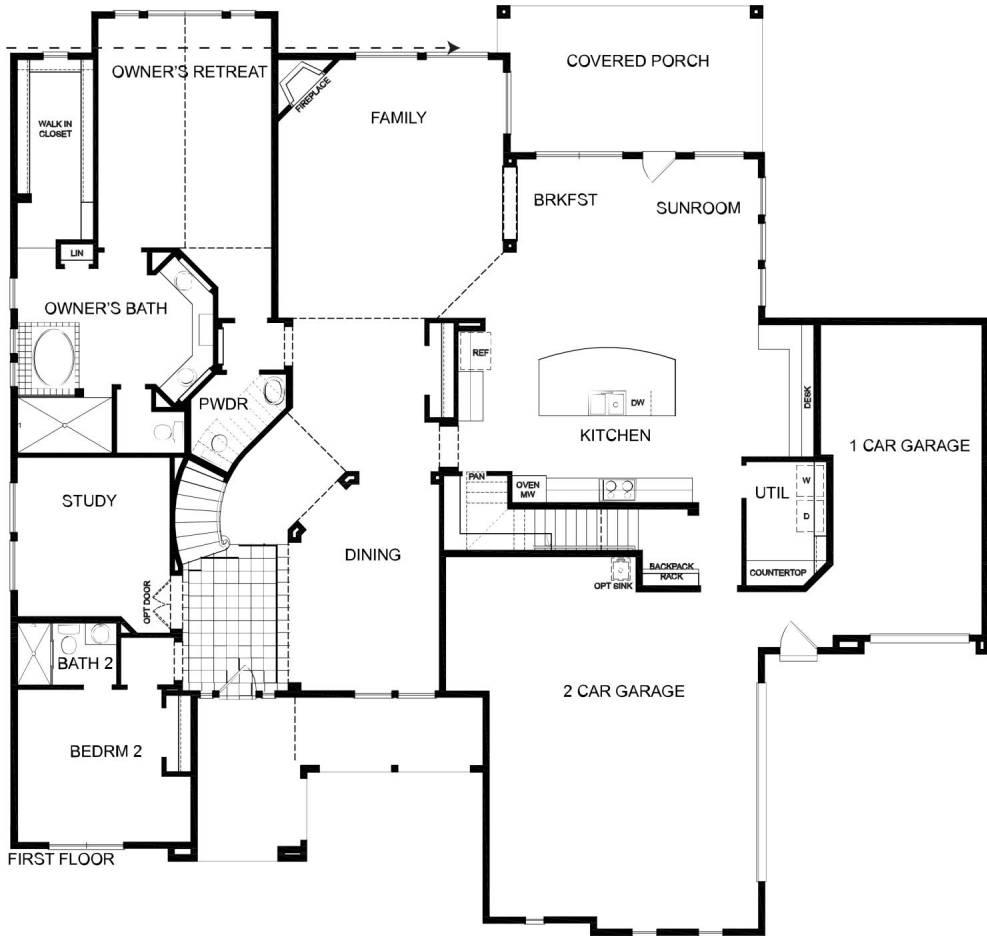 OWNER'S RETREAT
COVERED PORCH
FIREPLACE
FAMILY
WALK IN
CLOSET
BRKFST
SUNROOM
LIN
OWNER'S BATH
REF
DW
DESK
PWDR
KITCHEN
1 CAR GARAGE
PAN
OVEN
MW
W
UTIL
D
STUDY
DINING
BACKPACK
RACK
COUNTERTOP
OPT SINK
OPT DOOR
BATH 2
2 CAR GARAGE
BEDRM 2
FIRST FLOOR